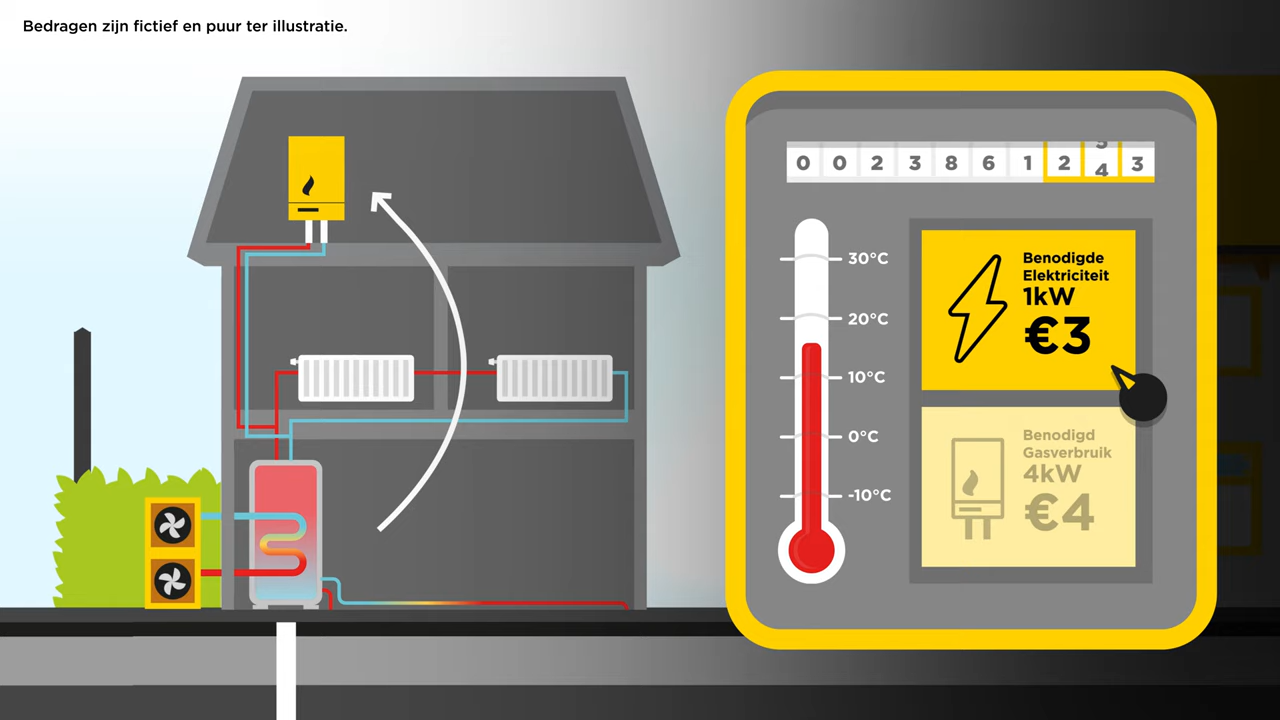 Bedragen zijn fictief en puur ter illustratie.
0 0 2 3 8 6 1 2 4 3
30°C
20°C
10°C
0°C
-10°C
Benodigde
Elektriciteit
1kW
€3
Benodigd
Gasverbruik
4kW
€4